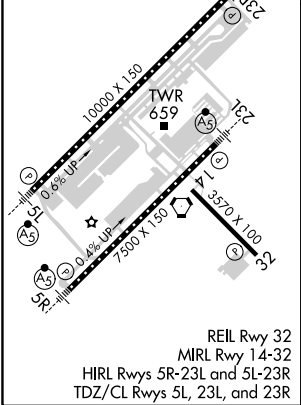 23R
P
10000 X 150
TWR
659
A5
23L
P
P
0.6% UP
5L
A5
14
0.4% UP
7500 X 150
3570 X 100
A5
P
P
5R
32
REIL Rwy 32
MIRL Rwy 14-32
HIRL Rwys 5R-23L and 5L-23R
TDZ/CL Rwys 5L, 23L, and 23R